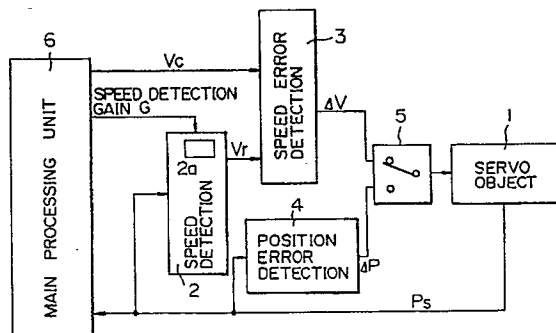 6
MAIN PROCESSING UNIT
Vc
SPEED DETECTION
GAIN G
2a
SPEED DETECTION
2
Vr
3
SPEED ERROR
DETECTION
ΔV
4
POSITION
ERROR
DETECTION
ΔP
5
1
SERVO
OBJECT
Ps